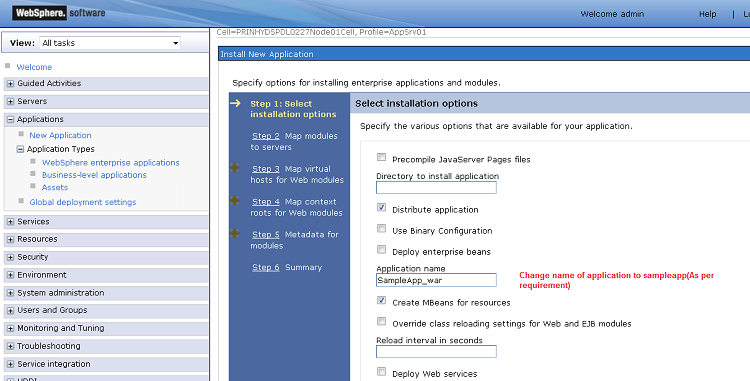 WebSphere. software
Welcome admin
Help | L
Cell=PRINHYDSPDL0227Node01Cell, Profile=AppSrv01
View: All tasks
Install New Application
Welcome
Guided Activities
Servers
Applications
New Application
Application Types
WebSphere enterprise applications
Business-level applications
Assets
Global deployment settings
Services
Resources
Security
Environment
System administration
Users and Groups
Monitoring and Tuning
Troubleshooting
Service integration
UDDI
Specify options for installing enterprise applications and modules.
Step 1: Select
installation options
Step 2 Map modules
to servers
Step 3 Map virtual
hosts for Web modules
Step 4 Map context
roots for Web modules
Step 5 Metadata for
modules
Step 6 Summary
Select installation options
Specify the various options that are available for your application.
Precompile JavaServer Pages files
Directory to install application
Distribute application
Use Binary Configuration
Deploy enterprise beans
Application name
SampleApp_war
Change name of application to sampleapp(As per
requirement)
Create MBeans for resources
Override class reloading settings for Web and EJB modules
Reload interval in seconds
Deploy Web services